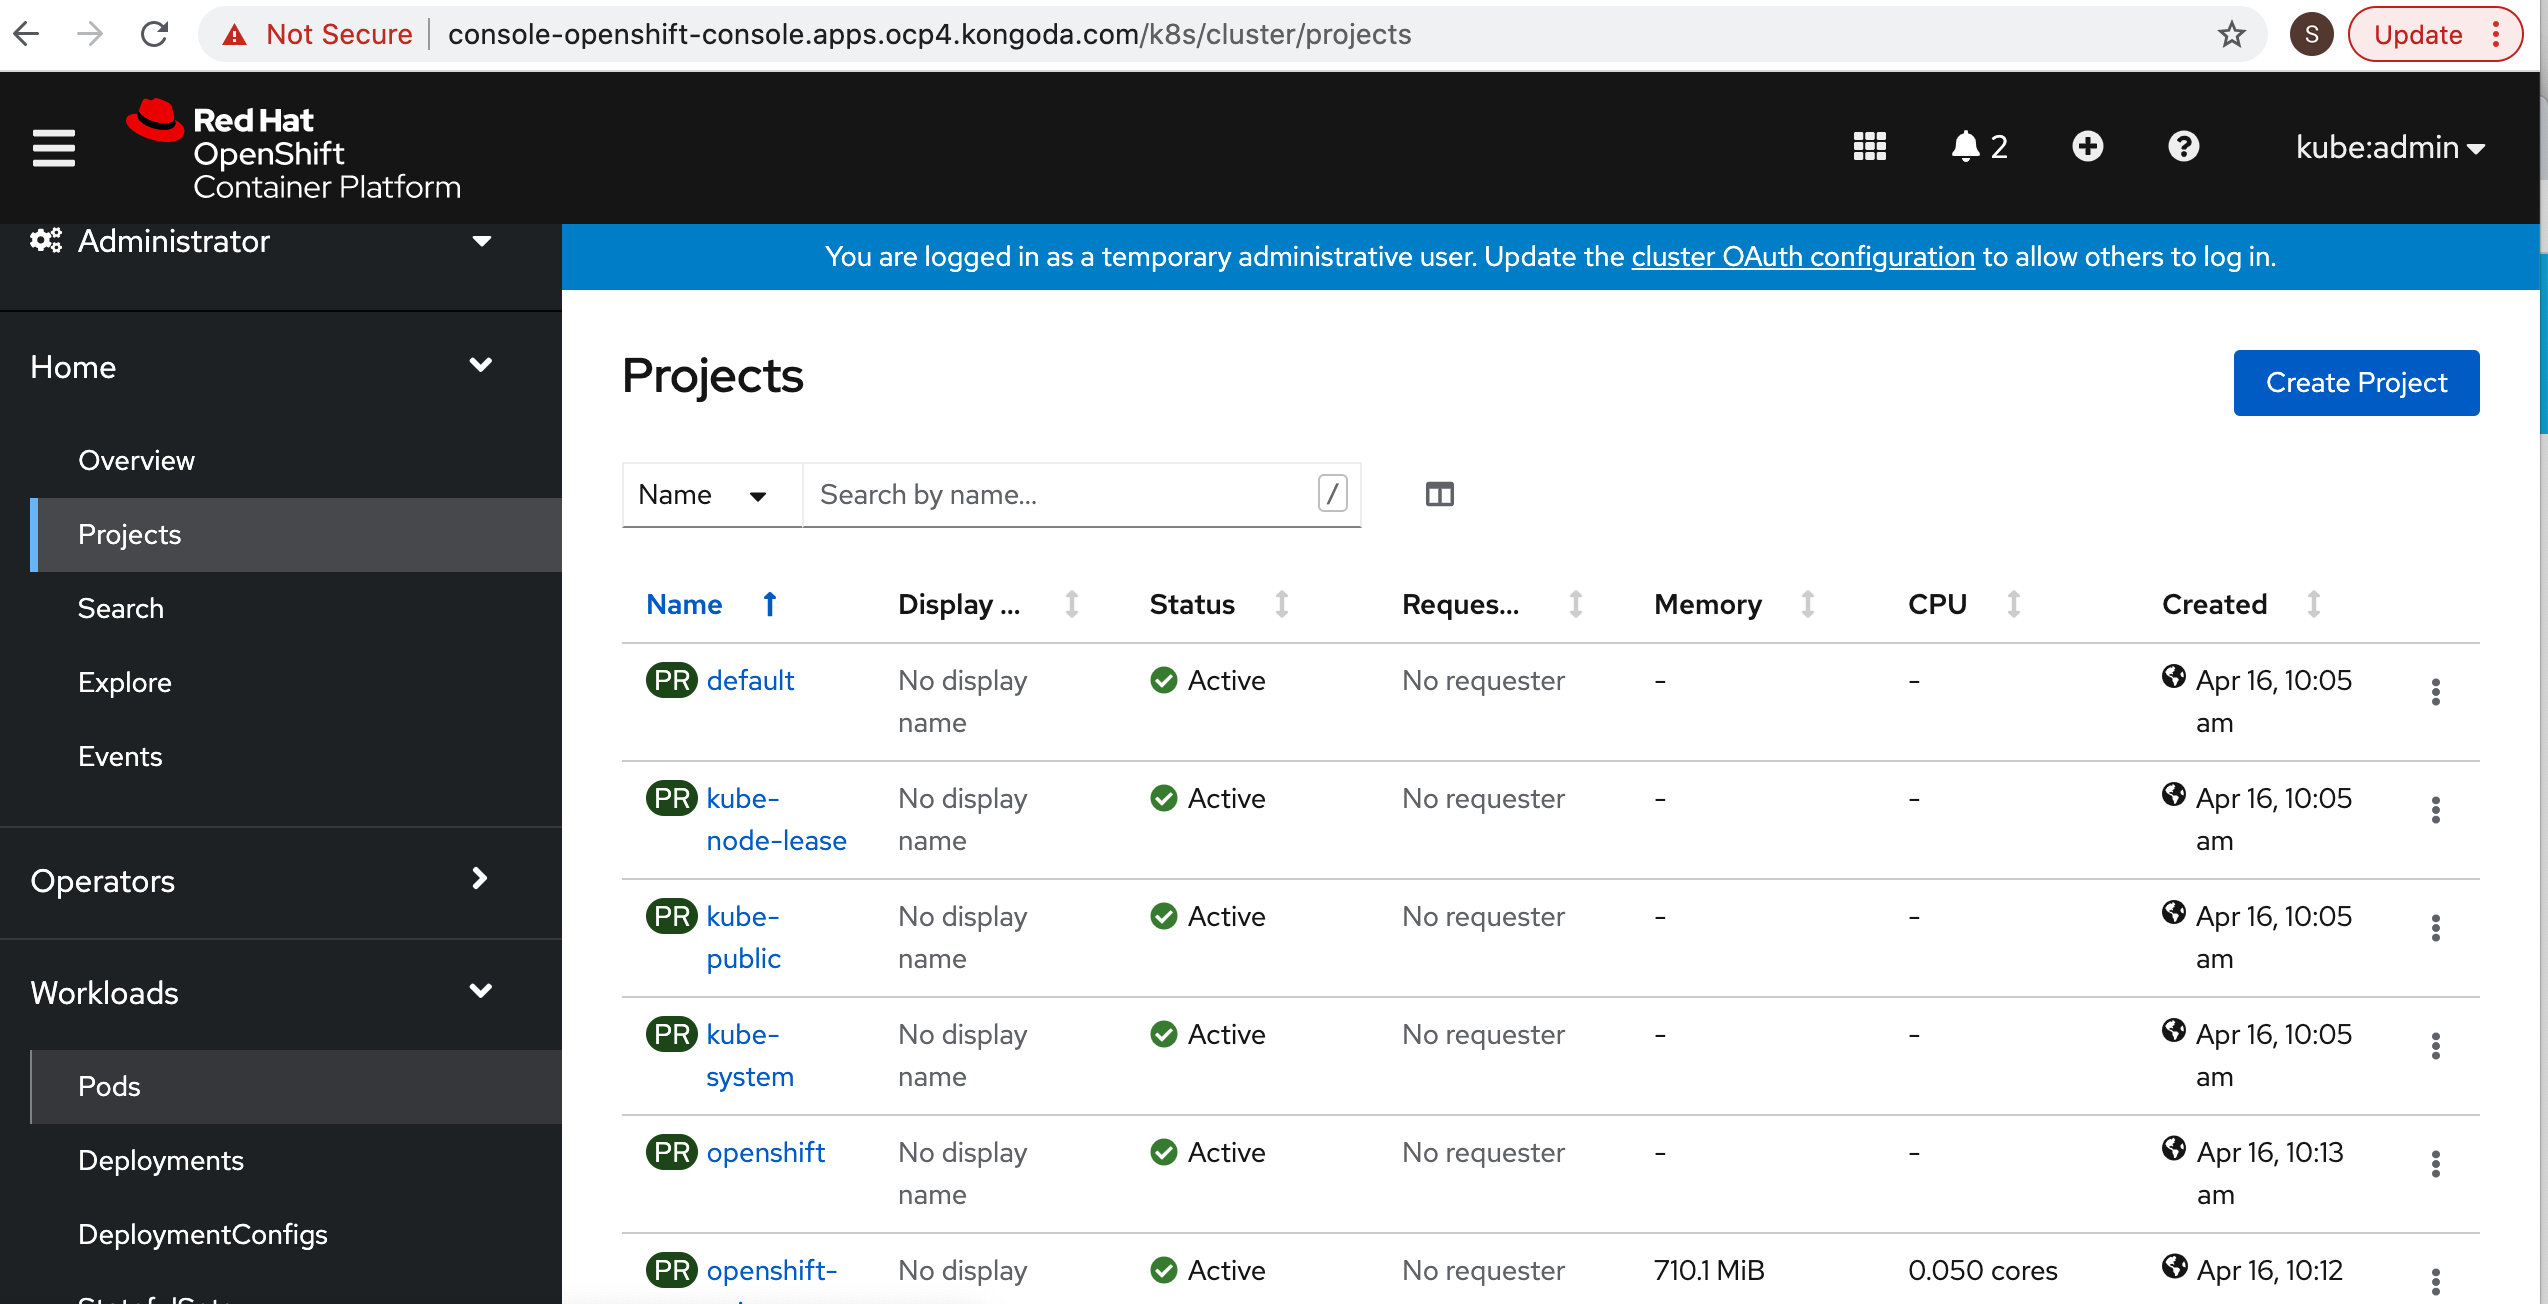 Not Secure console-openshift-console.apps.ocp4.kongoda.com/k8s/cluster/projects S Update
Red Hat
OpenShift
Container Platform
2 kube:admin
Administrator
You are logged in as a temporary administrative user. Update the cluster OAuth configuration to allow others to log in.
Home
Overview
Projects
Search
Explore
Events
Operators
Workloads
Pods
Deployments
DeploymentConfigs
Projects
Create Project
Name Search by name... /
Name Display ... Status Reques... Memory CPU Created
PR default No display Active No requester - - Apr 16, 10:05
name am
PR kube- No display Active No requester - - Apr 16, 10:05
node-lease name am
PR kube- No display Active No requester - - Apr 16, 10:05
public name am
PR kube- No display Active No requester - - Apr 16, 10:05
system name am
PR openshift No display Active No requester - - Apr 16, 10:13
name am
PR openshift- No display Active No requester 710.1 MiB 0.050 cores Apr 16, 10:12